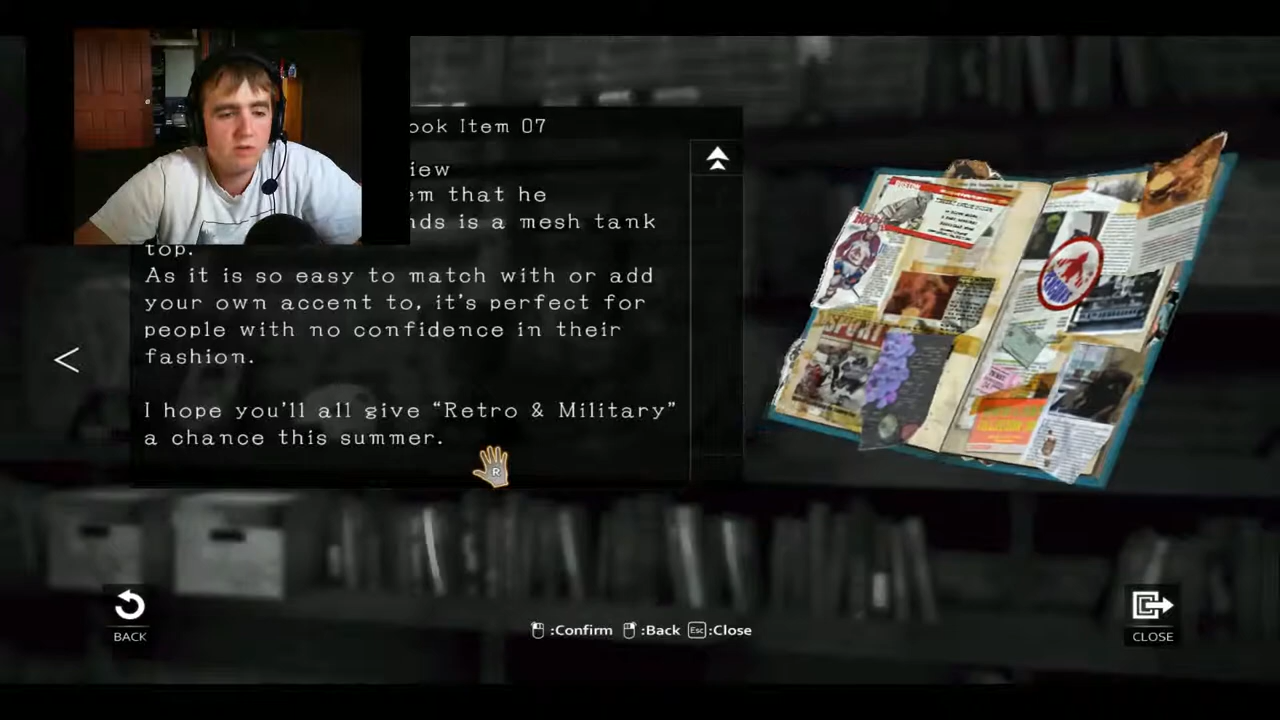 ook Item 07
iew
em that he
nds is a mesh tank
top.
As it is so easy to match with or add
your own accent to, it's perfect for
people with no confidence in their
fashion.
I hope you'll all give “Retro & Military”
a chance this summer.
R
SPORT
BACK
:Confirm :Back Esc :Close
CLOSE